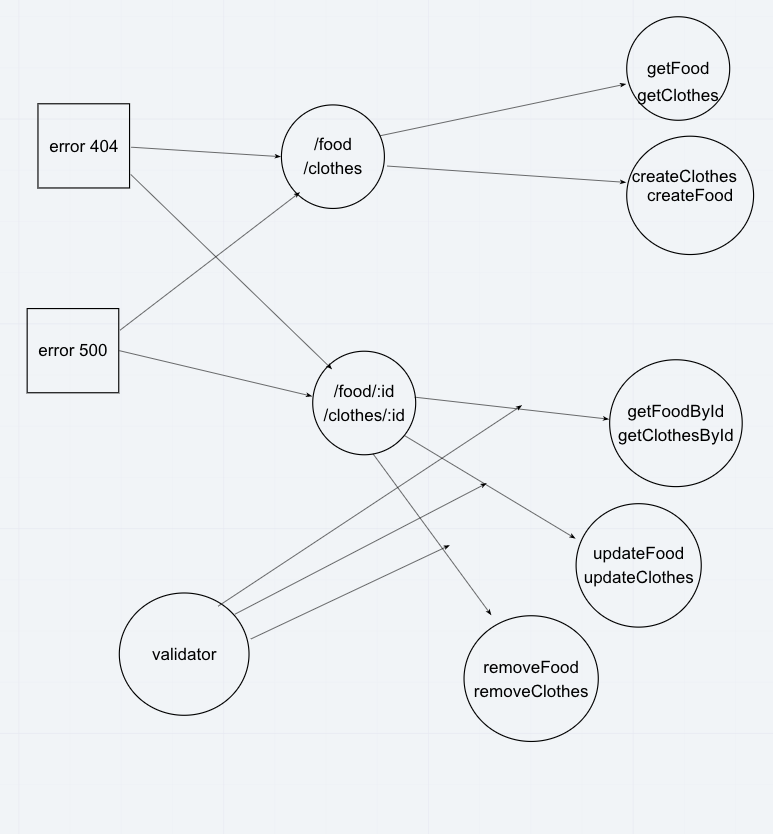 getFood
getClothes
error 404
/food
/clothes
createClothes
createFood
error 500
/food/:id
/clothes/:id
getFoodById
getClothesById
updateFood
updateClothes
validator
removeFood
removeClothes